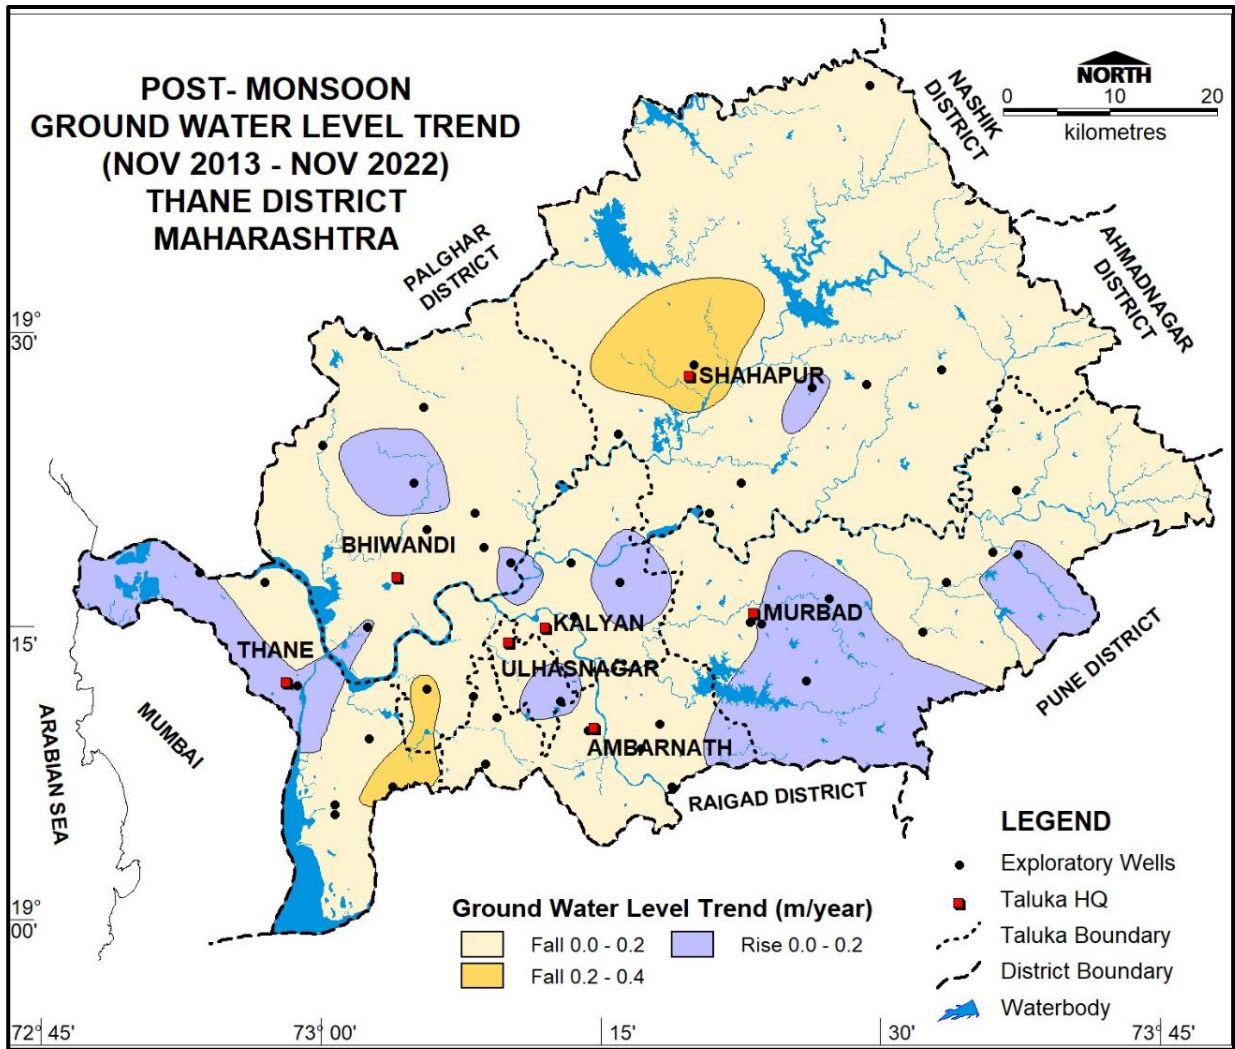 POST- MONSOON
GROUND WATER LEVEL TREND
(NOV 2013 - NOV 2022)
THANE DISTRICT
MAHARASHTRA
NORTH
0 10 20
kilometres
NASHIK
DISTRICT
AHMADNAGAR
DISTRICT
PALGHAR
DISTRICT
19°
30'
SHAHAPUR
BHIWANDI
15'
THANE
KALYAN
MURBAD
ULHASNAGAR
AMBARNATH
PUNE DISTRICT
ARABIAN SEA
MUMBAI
RAIGAD DISTRICT
19°
00'
LEGEND
Exploratory Wells
Taluka HQ
Taluka Boundary
District Boundary
Waterbody
Ground Water Level Trend (m/year)
Fall 0.0 - 0.2
Rise 0.0 - 0.2
Fall 0.2 - 0.4
72° 45' 73° 00' 15' 30' 73° 45'